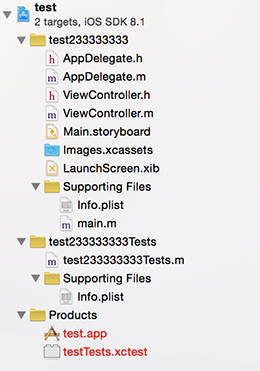 test
2 targets, iOS SDK 8.1
test233333333
AppDelegate.h
AppDelegate.m
ViewController.h
ViewController.m
Main.storyboard
Images.xcassets
LaunchScreen.xib
Supporting Files
Info.plist
main.m
test233333333Tests
test233333333Tests.m
Supporting Files
Info.plist
Products
test.app
testTests.xctest